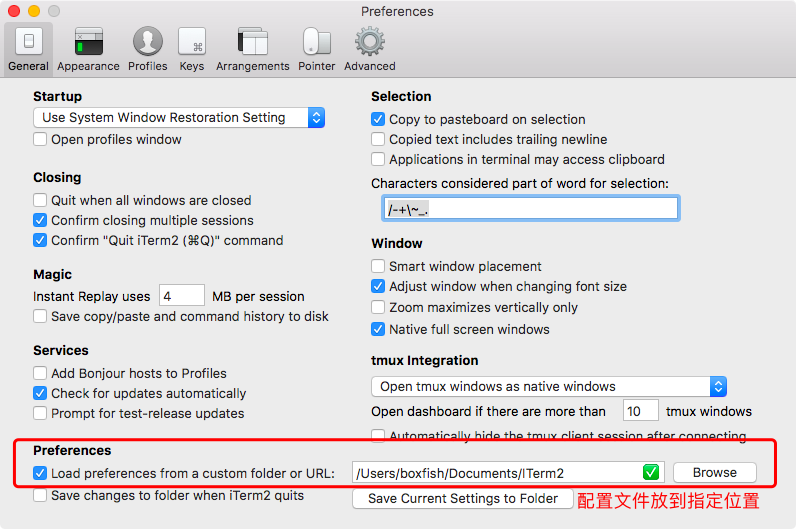 Preferences
General Appearance Profiles Keys Arrangements Pointer Advanced
Startup
Use System Window Restoration Setting
Open profiles window
Closing
Quit when all windows are closed
Confirm closing multiple sessions
Confirm "Quit iTerm2 (⌘Q)" command
Magic
Instant Replay uses 4 MB per session
Save copy/paste and command history to disk
Services
Add Bonjour hosts to Profiles
Check for updates automatically
Prompt for test-release updates
Selection
Copy to pasteboard on selection
Copied text includes trailing newline
Applications in terminal may access clipboard
Characters considered part of word for selection:
/-+\~_.
Window
Smart window placement
Adjust window when changing font size
Zoom maximizes vertically only
Native full screen windows
tmux Integration
Open tmux windows as native windows
Open dashboard if there are more than 10 tmux windows
Automatically hide the tmux client session after connecting
Preferences
Load preferences from a custom folder or URL: /Users/boxfish/Documents/ITerm2 Browse
Save changes to folder when iTerm2 quits Save Current Settings to Folder 配置文件放到指定位置